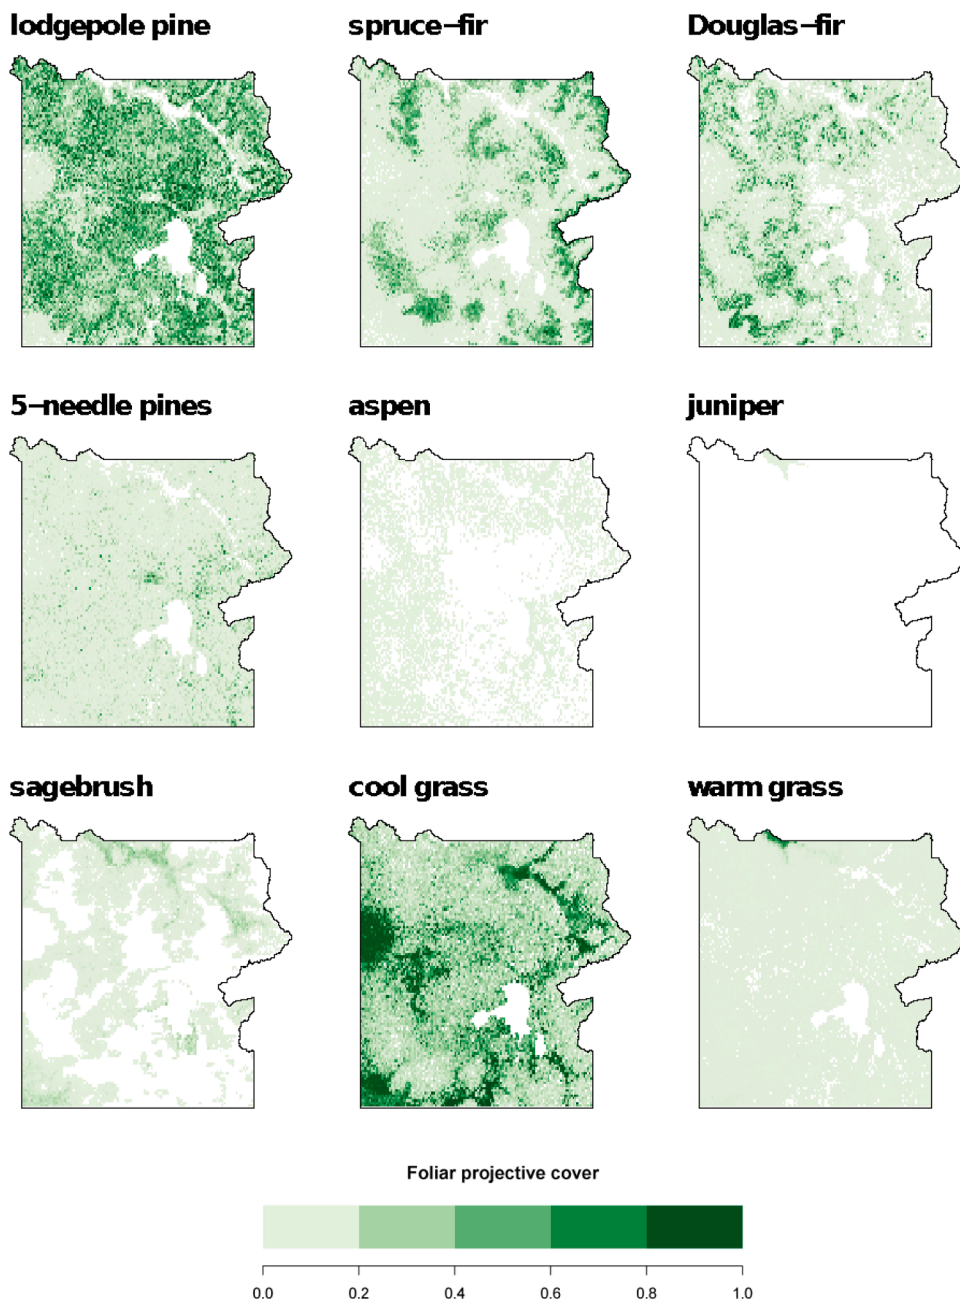 lodgepole pine
spruce–fir
Douglas–fir
5–needle pines
aspen
juniper
sagebrush
cool grass
warm grass
Foliar projective cover
0.0 0.2 0.4 0.6 0.8 1.0